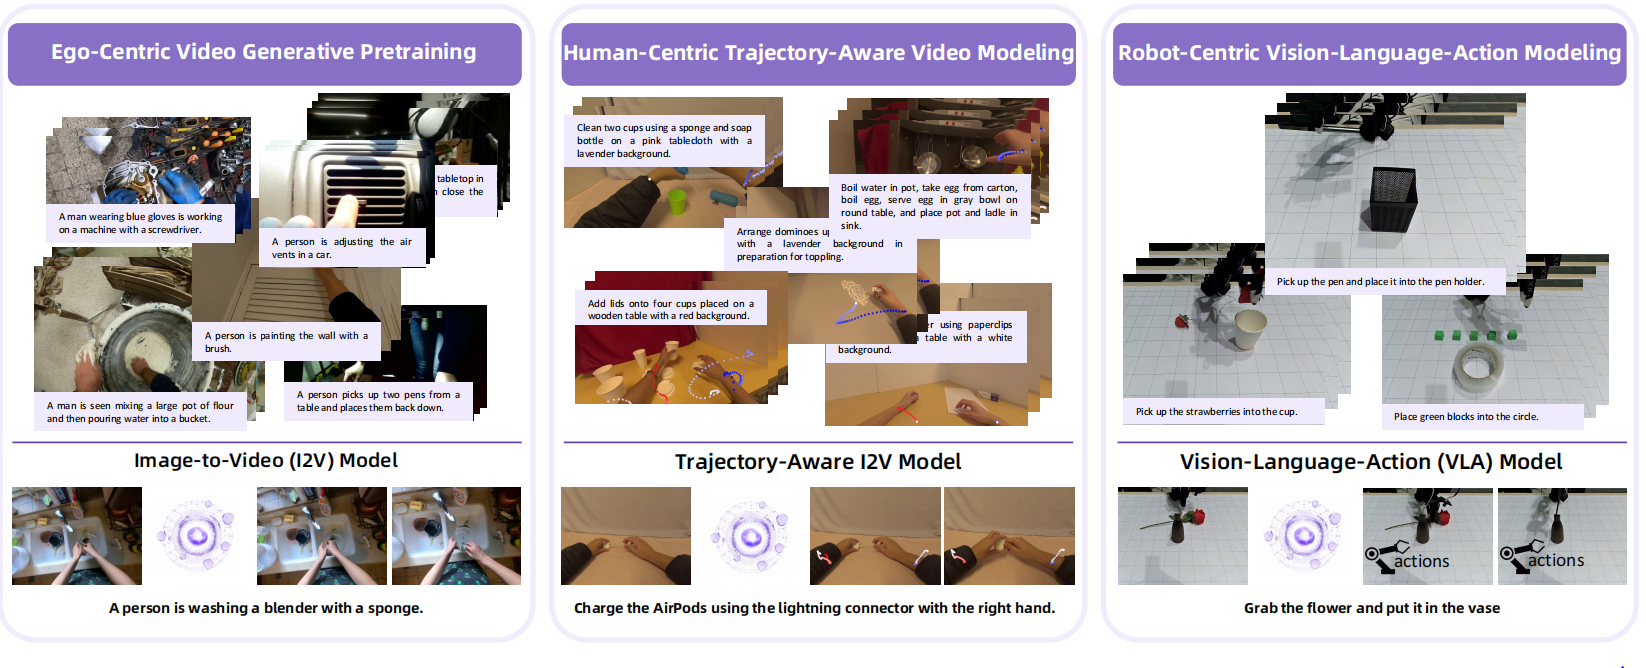 Ego-Centric Video Generative Pretraining
A man wearing blue gloves is working
on a machine with a screwdriver.
tabletop in
close the
A person is adjusting the air
vents in a car.
A person is painting the wall with a
brush.
A man is seen mixing a large pot of flour
and then pouring water into a bucket.
A person picks up two pens from a
table and places them back down.
Image-to-Video (I2V) Model
A person is washing a blender with a sponge.
Human-Centric Trajectory-Aware Video Modeling
Clean two cups using a sponge and soap
bottle on a pink tablecloth with a
lavender background.
Boil water in pot, take egg from carton,
boil egg, serve egg in gray bowl on
round table, and place pot and ladle in
sink.
Arrange dominoes
with a lavender background in
preparation for toppling.
Add lids onto four cups placed on a
wooden table with a red background.
using paperclips
table with a white
background.
Trajectory-Aware I2V Model
Charge the AirPods using the lightning connector with the right hand.
Robot-Centric Vision-Language-Action Modeling
Pick up the pen and place it into the pen holder.
Pick up the strawberries into the cup.
Place green blocks into the circle.
Vision-Language-Action (VLA) Model
actions
actions
Grab the flower and put it in the vase